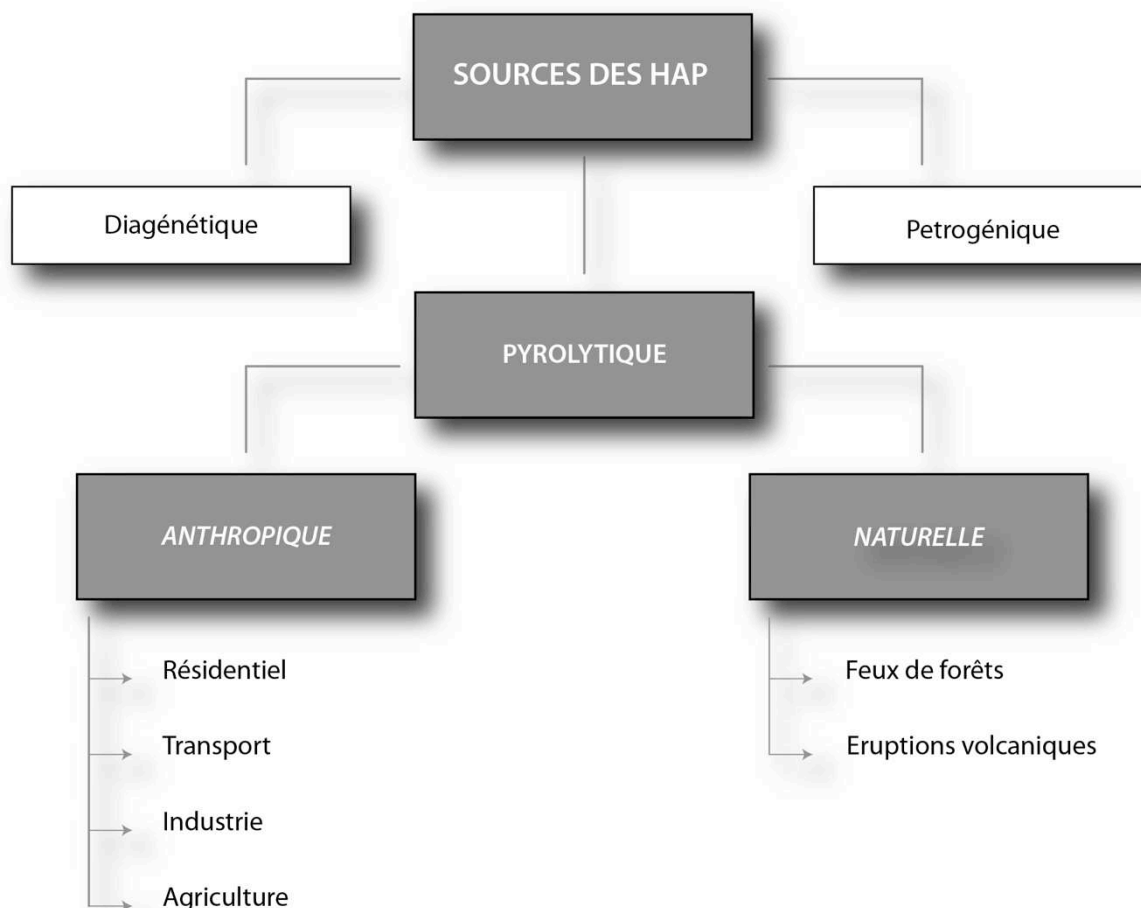 SOURCES DES HAP
Diagénétique
Petrogénique
PYROLYTIQUE
ANTHROPIQUE
NATURELLE
Résidentiel
Feux de forêts
Transport
Eruptions volcaniques
Industrie
Agriculture